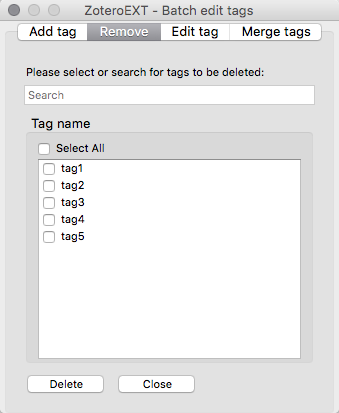 ZoteroEXT - Batch edit tags
Add tag Remove Edit tag Merge tags
Please select or search for tags to be deleted:
Search
Tag name
Select All
tag1
tag2
tag3
tag4
tag5
Delete Close